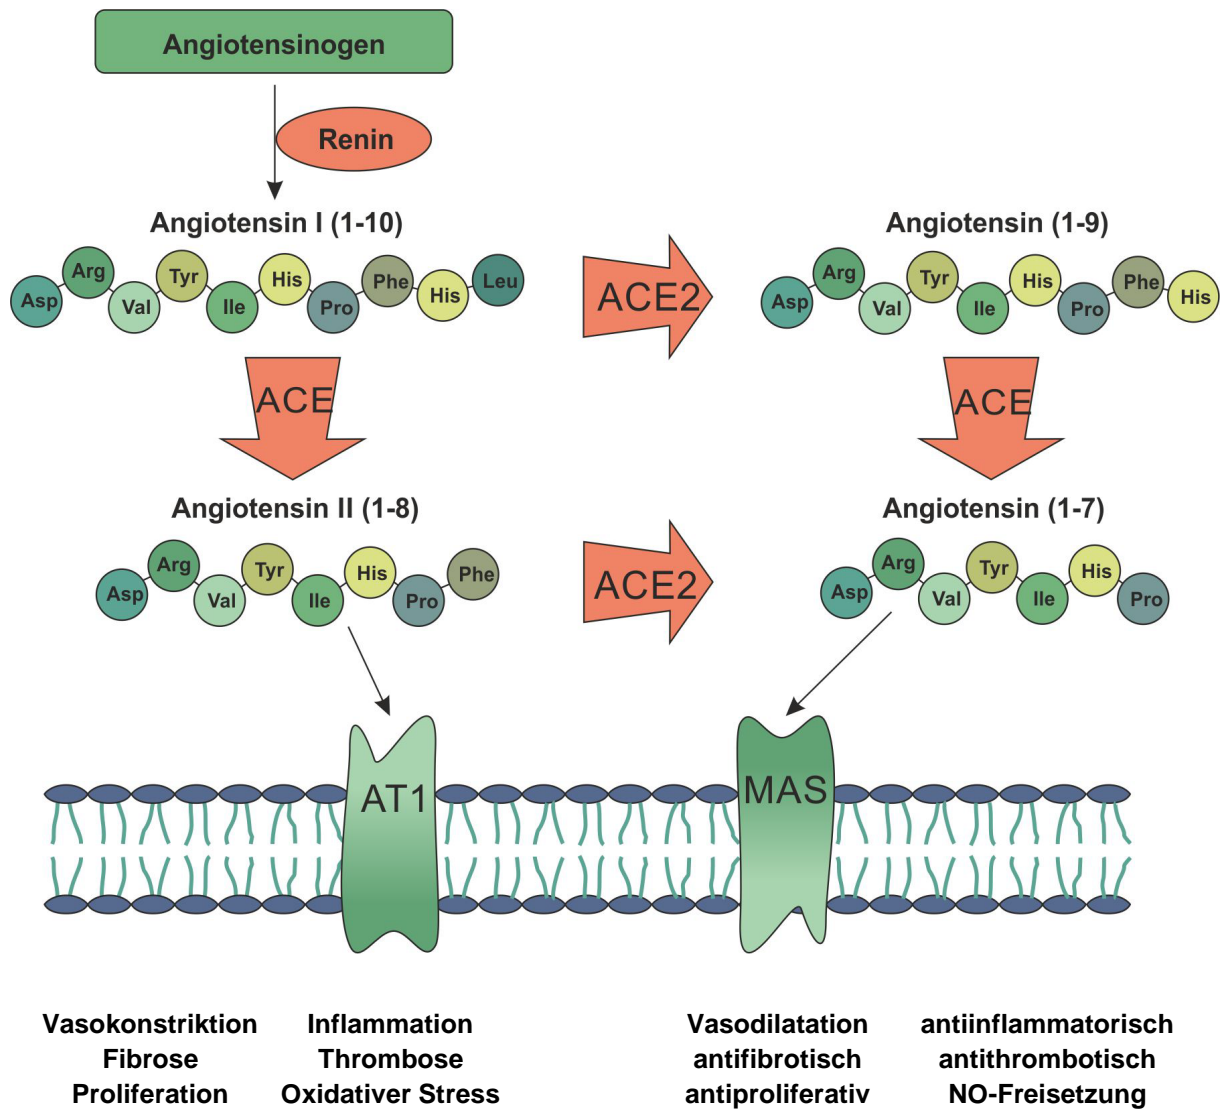 Angiotensinogen
Renin
Angiotensin I (1-10)
Asp Arg Val Tyr Ile His Pro Phe His Leu
ACE2
Angiotensin (1-9)
Asp Arg Val Tyr Ile His Pro Phe His
ACE
ACE
Angiotensin II (1-8)
Asp Arg Val Tyr Ile His Pro Phe
ACE2
Angiotensin (1-7)
Asp Arg Val Tyr Ile His Pro
AT1
MAS
Vasokonstriktion
Fibrose
Proliferation
Inflammation
Thrombose
Oxidativer Stress
Vasodilatation
antifibrotisch
antiproliferativ
antiinflammatorisch
antithrombotisch
NO-Freisetzung